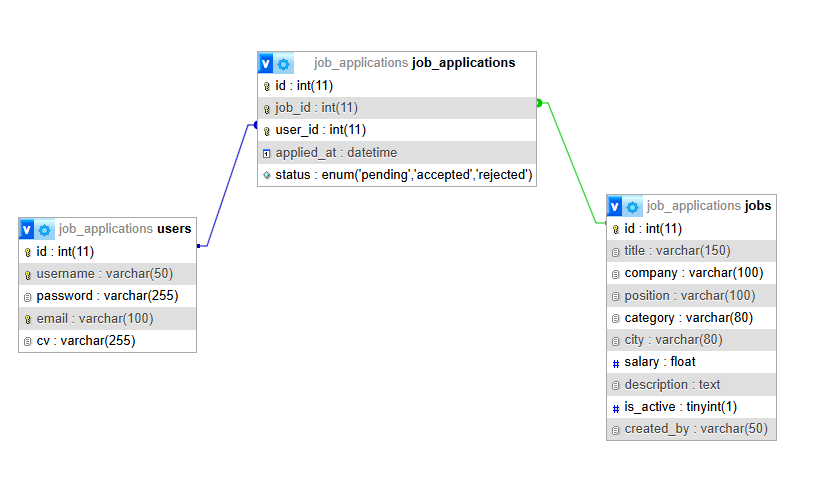 job_applications job_applications
id : int(11)
job_id : int(11)
user_id : int(11)
applied_at : datetime
status : enum('pending','accepted','rejected')
job_applications users
id : int(11)
username : varchar(50)
password : varchar(255)
email : varchar(100)
cv : varchar(255)
job_applications jobs
id : int(11)
title : varchar(150)
company : varchar(100)
position : varchar(100)
category : varchar(80)
city : varchar(80)
# salary : float
description : text
# is_active : tinyint(1)
created_by : varchar(50)